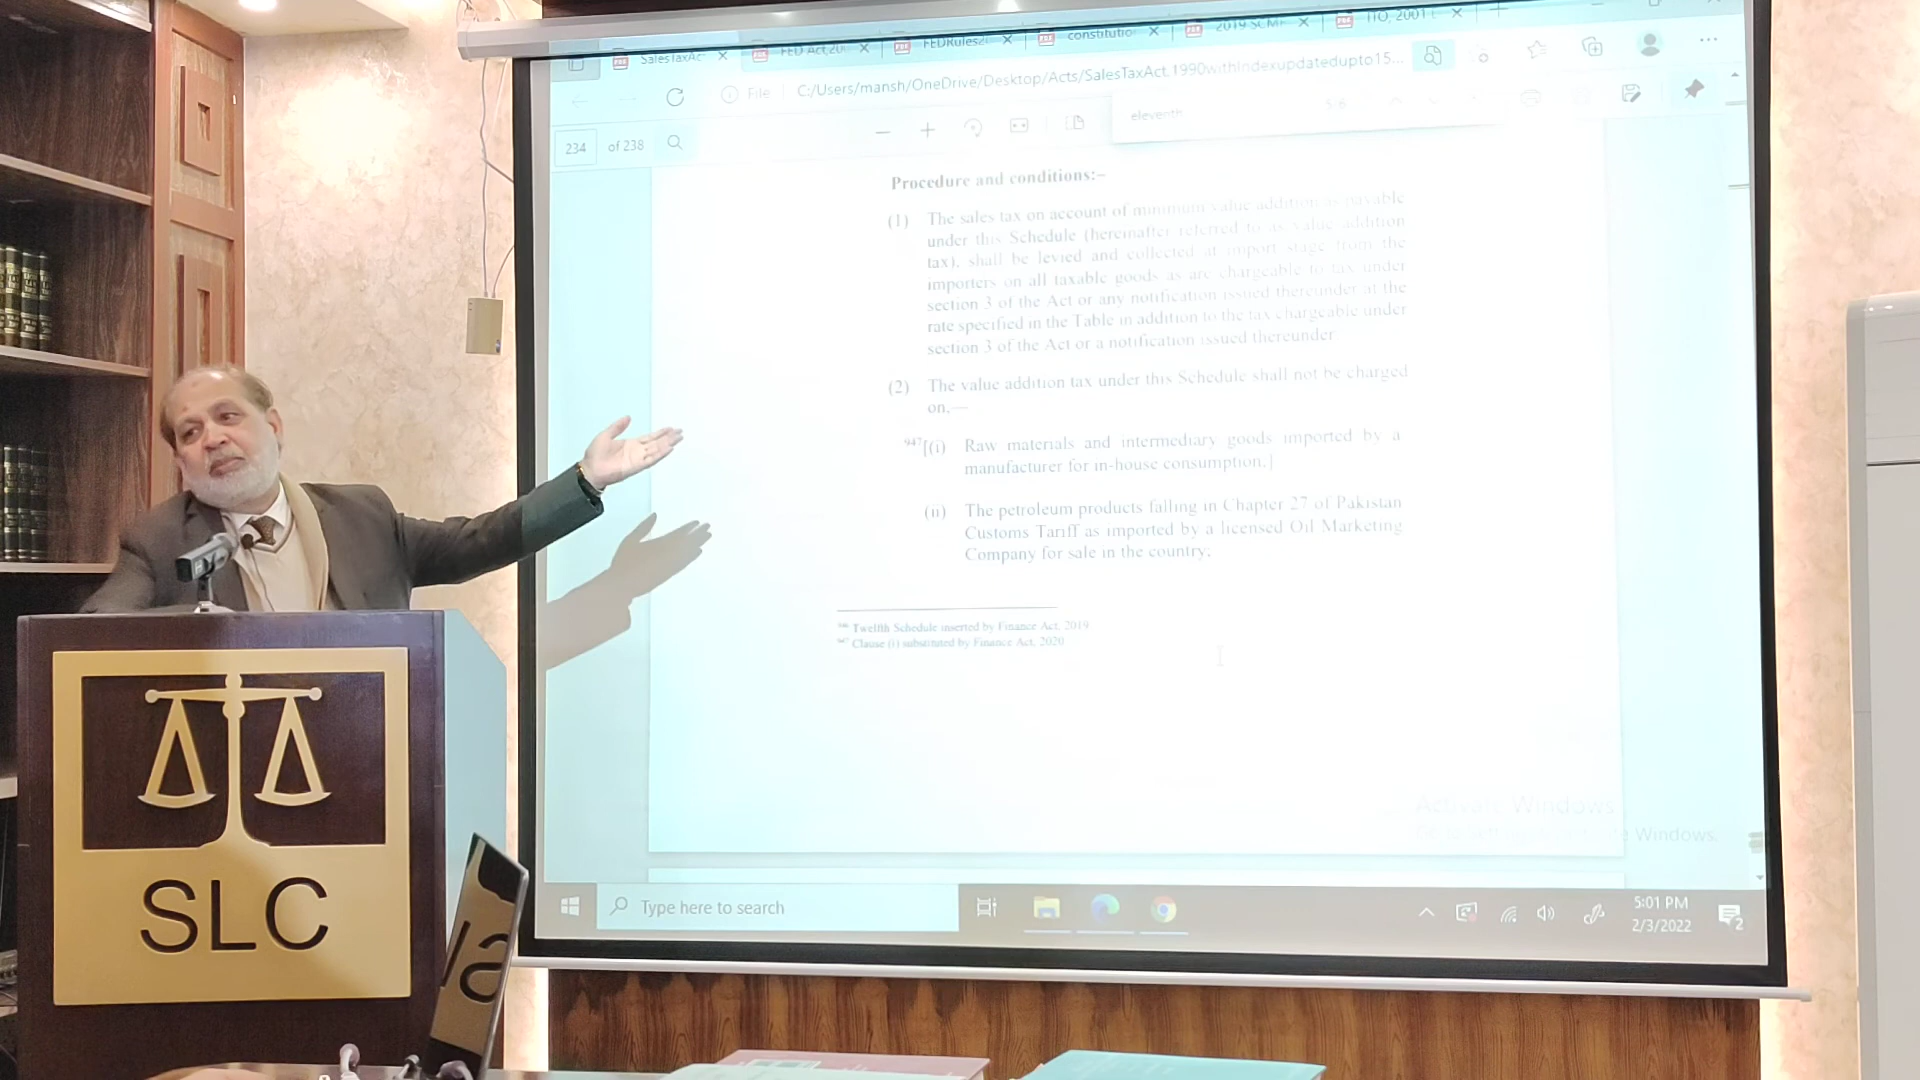 SalesTaxAc
FED Act,20
FEDRules2
constitutio
2019 SCMR
ITO, 2001
File
C:/Users/mansh/OneDrive/Desktop/Acts/SalesTaxAct,1990withIndexupdatedupto15...
234 of 238
eleventh
5/6
Procedure and conditions:–
(1) The sales tax on account of minimum value addition as payable
under this Schedule (hereinafter referred to as value addition
tax), shall be levied and collected at import stage from the
importers on all taxable goods as are chargeable to tax under
section 3 of the Act or any notification issued thereunder at the
rate specified in the Table in addition to the tax chargeable under
section 3 of the Act or a notification issued thereunder
(2) The value addition tax under this Schedule shall not be charged
on,—
947[(i) Raw materials and intermediary goods imported by a
manufacturer for in-house consumption.]
(ii) The petroleum products falling in Chapter 27 of Pakistan
Customs Tariff as imported by a licensed Oil Marketing
Company for sale in the country;
946 Twelfth Schedule inserted by Finance Act, 2019
947 Clause (i) substituted by Finance Act, 2020
Activate Windows
Windows.
Type here to search
5:01 PM
2/3/2022
2
SLC